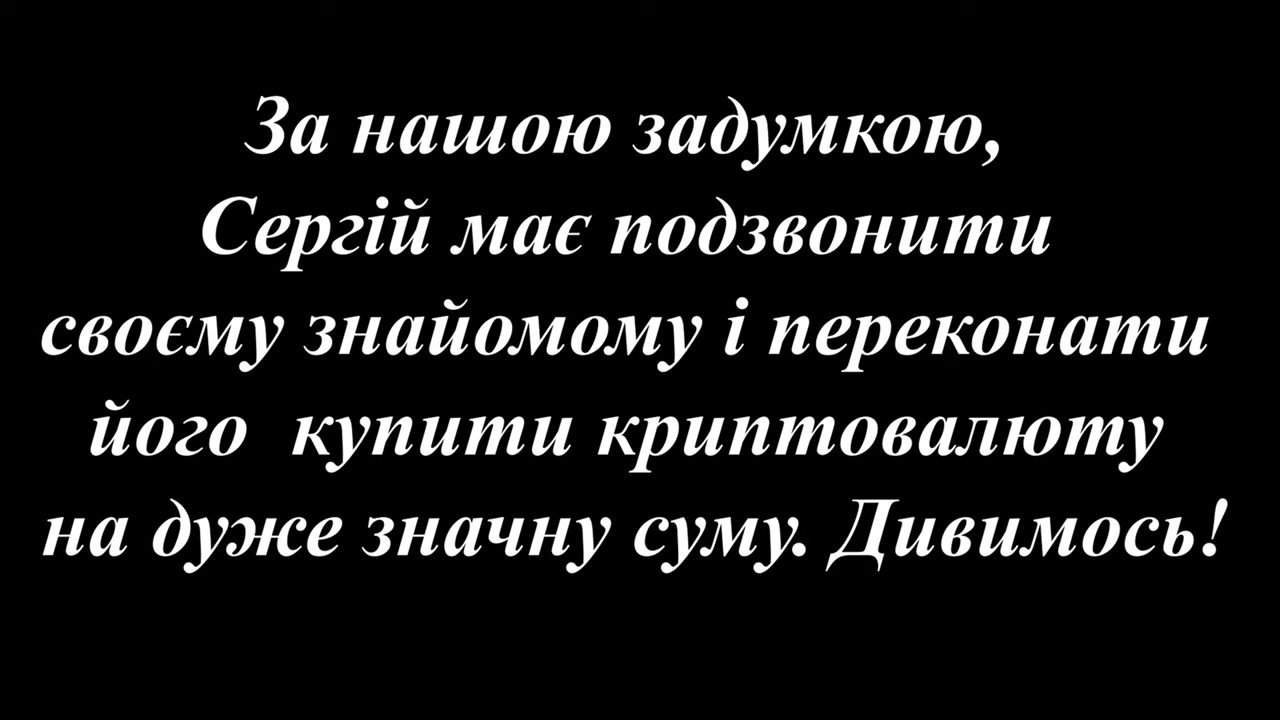 За нашою задумкою,
Сергій має подзвонити
своєму знайомому і переконати
його  купити криптовалюту
на дуже значну суму. Дивимось!